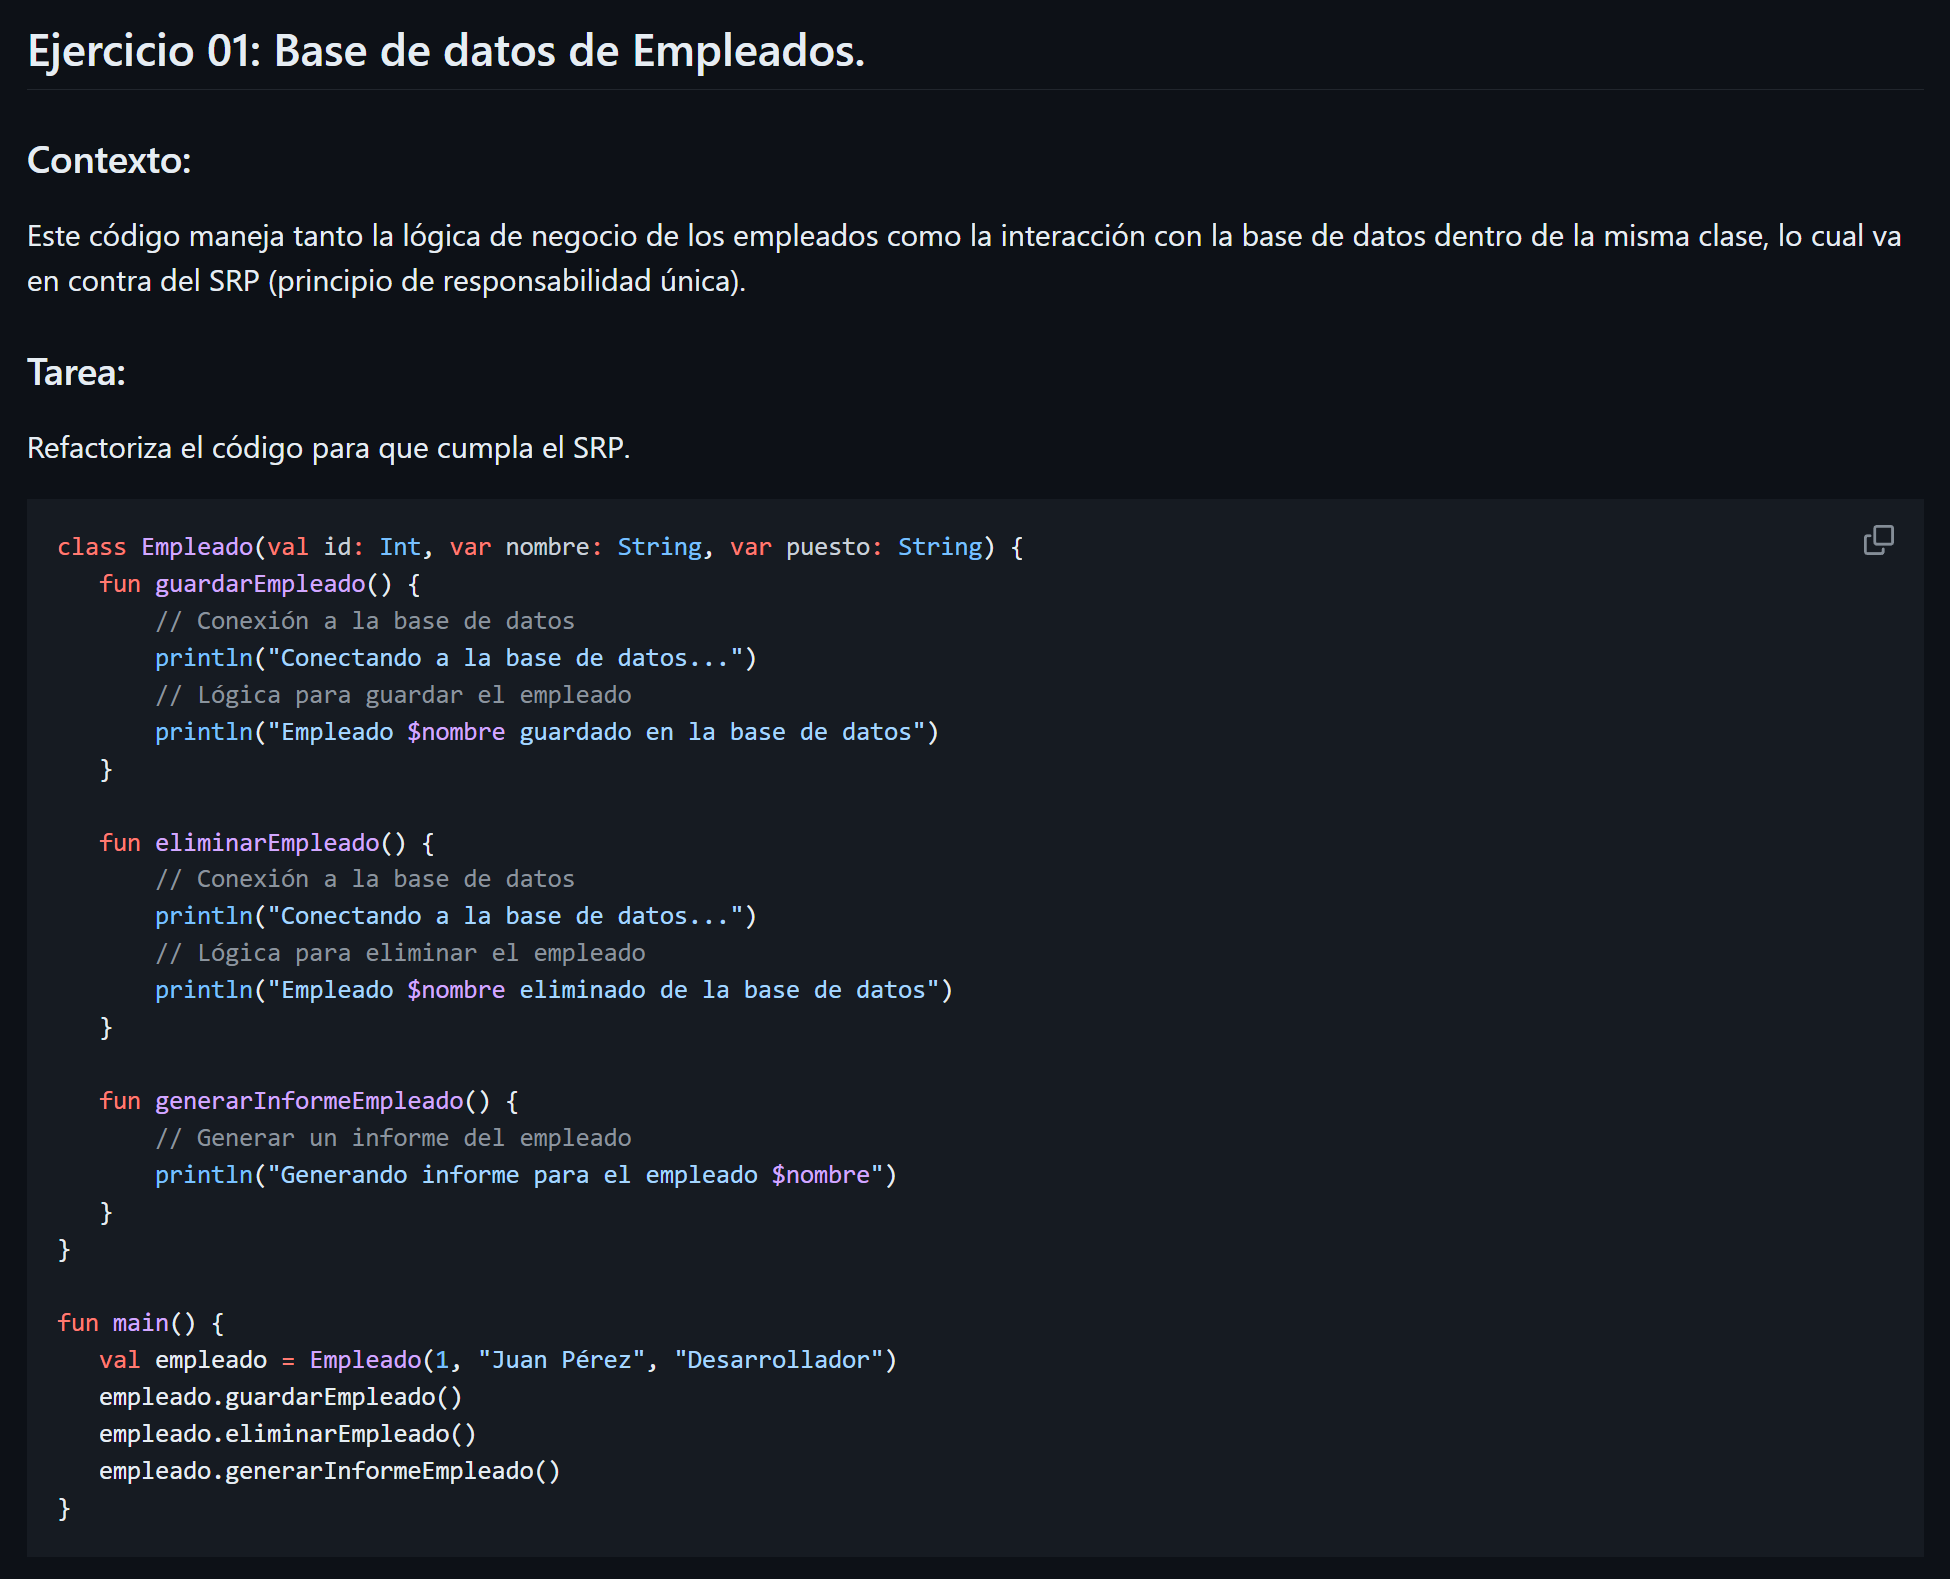 Ejercicio 01: Base de datos de Empleados.
Contexto:
Este código maneja tanto la lógica de negocio de los empleados como la interacción con la base de datos dentro de la misma clase, lo cual va
en contra del SRP (principio de responsabilidad única).
Tarea:
Refactoriza el código para que cumpla el SRP.
class Empleado(val id: Int, var nombre: String, var puesto: String) {
   fun guardarEmpleado() {
       // Conexión a la base de datos
       println("Conectando a la base de datos...")
       // Lógica para guardar el empleado
       println("Empleado $nombre guardado en la base de datos")
   }

   fun eliminarEmpleado() {
       // Conexión a la base de datos
       println("Conectando a la base de datos...")
       // Lógica para eliminar el empleado
       println("Empleado $nombre eliminado de la base de datos")
   }

   fun generarInformeEmpleado() {
       // Generar un informe del empleado
       println("Generando informe para el empleado $nombre")
   }
}

fun main() {
   val empleado = Empleado(1, "Juan Pérez", "Desarrollador")
   empleado.guardarEmpleado()
   empleado.eliminarEmpleado()
   empleado.generarInformeEmpleado()
}